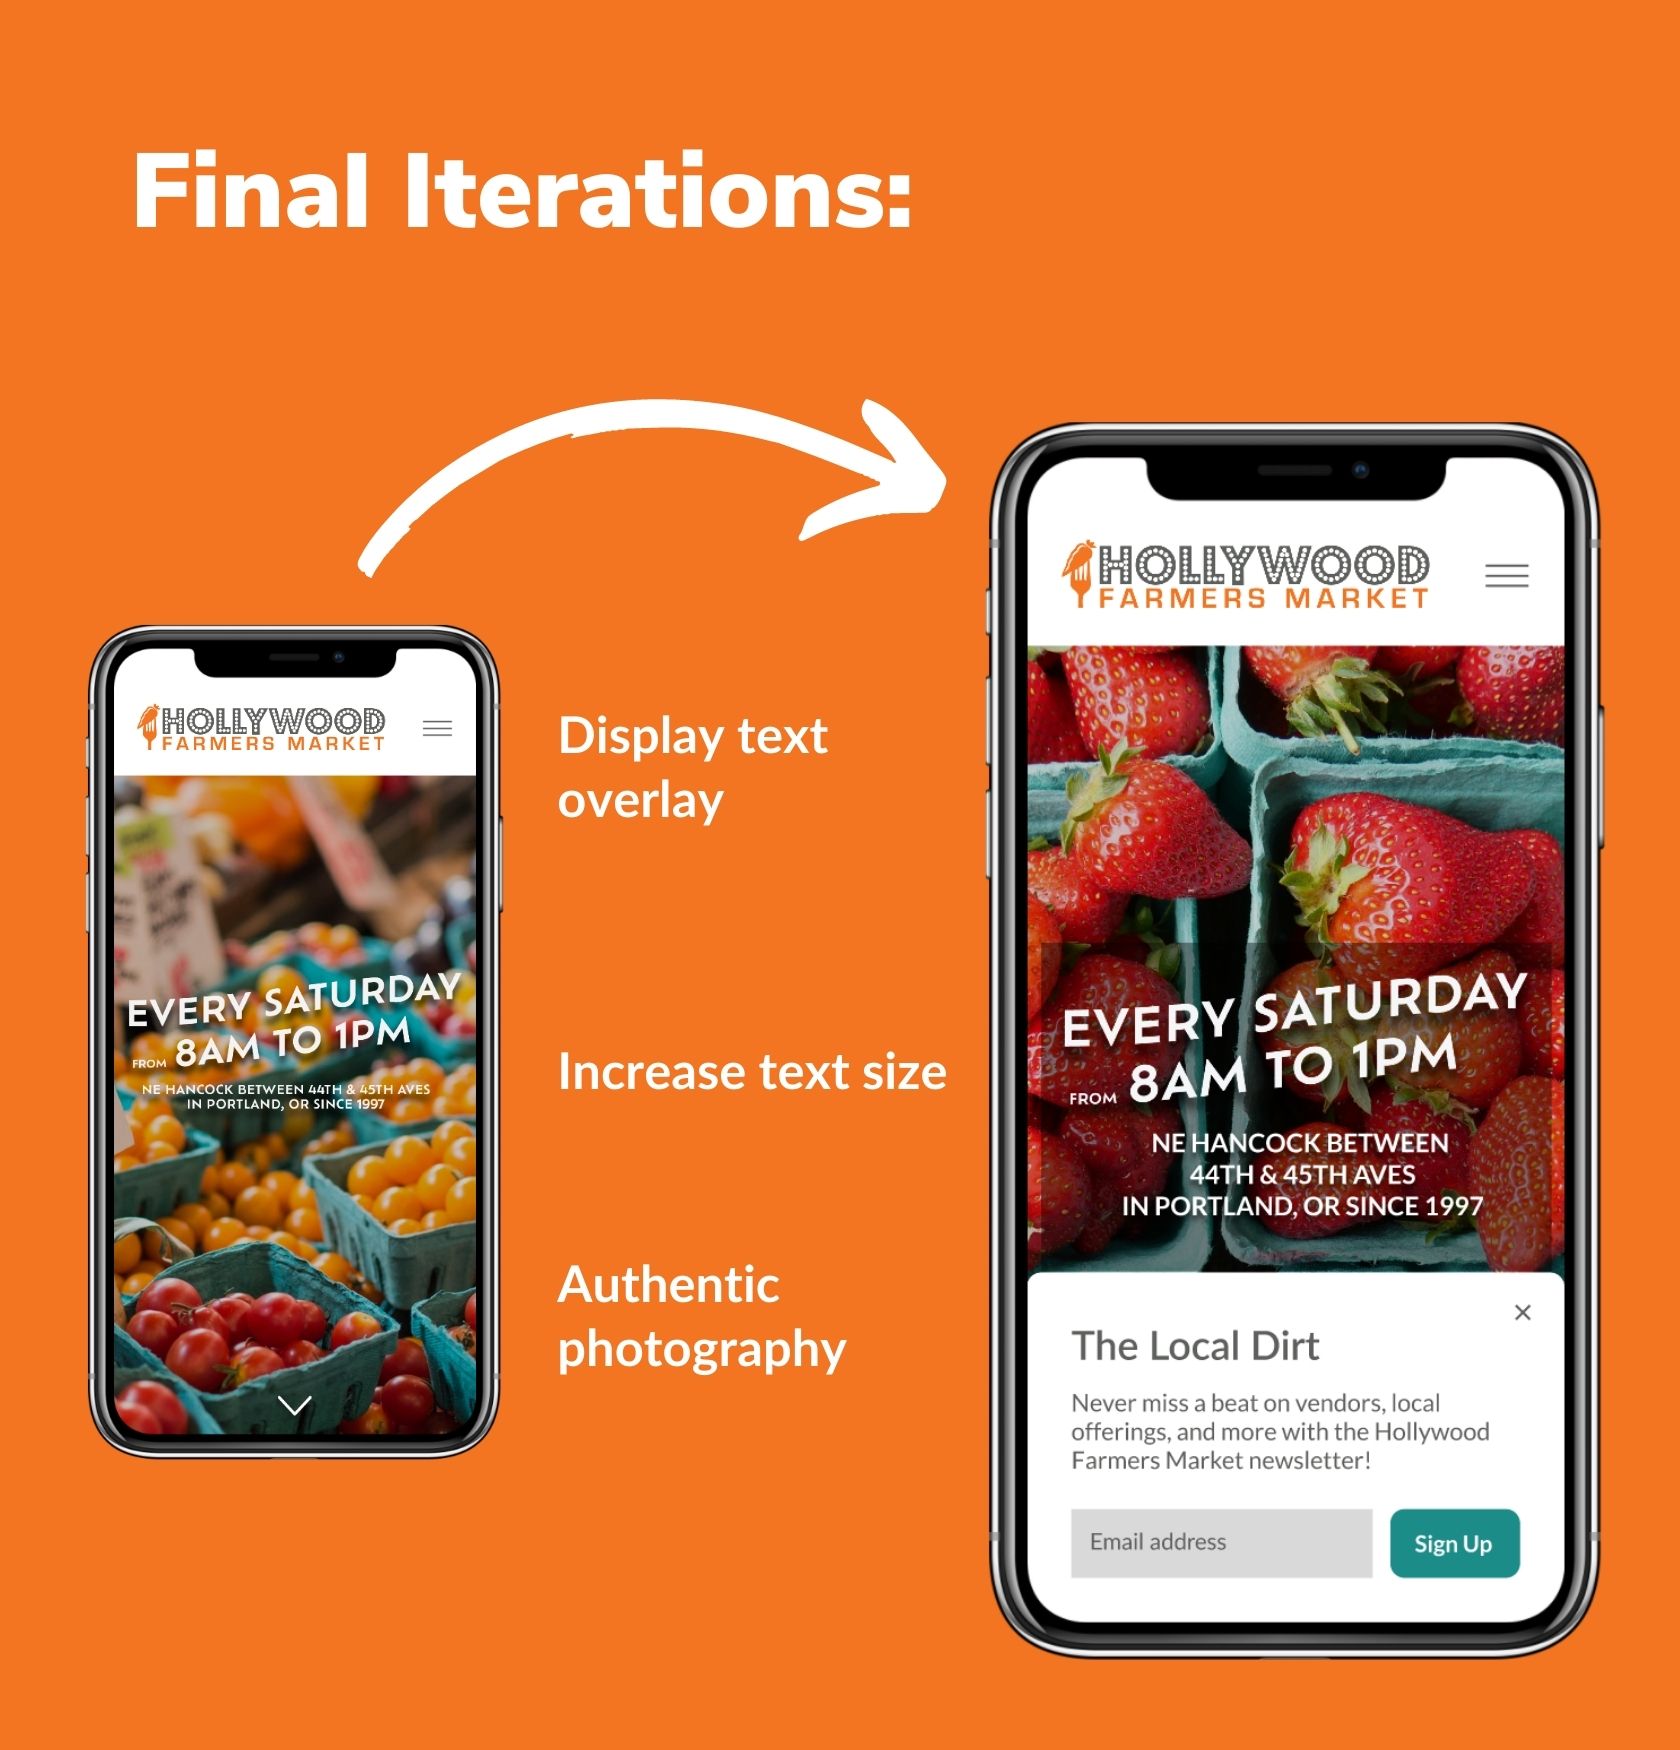 Final Iterations:
HOLLYWOOD
FARMERS MARKET
EVERY SATURDAY
FROM 8AM TO 1PM
NE HANCOCK BETWEEN 44TH & 45TH AVES
IN PORTLAND, OR SINCE 1997
Display text
overlay
Increase text size
Authentic
photography
HOLLYWOOD
FARMERS MARKET
EVERY SATURDAY
FROM 8AM TO 1PM
NE HANCOCK BETWEEN
44TH & 45TH AVES
IN PORTLAND, OR SINCE 1997
The Local Dirt
Never miss a beat on vendors, local
offerings, and more with the Hollywood
Farmers Market newsletter!
Email address
Sign Up